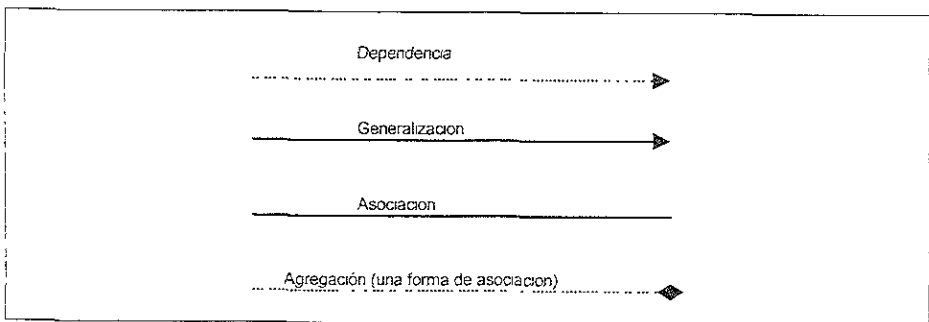 Dependencia
Generalizacion
Asociacion
Agregación (una forma de asociacion)